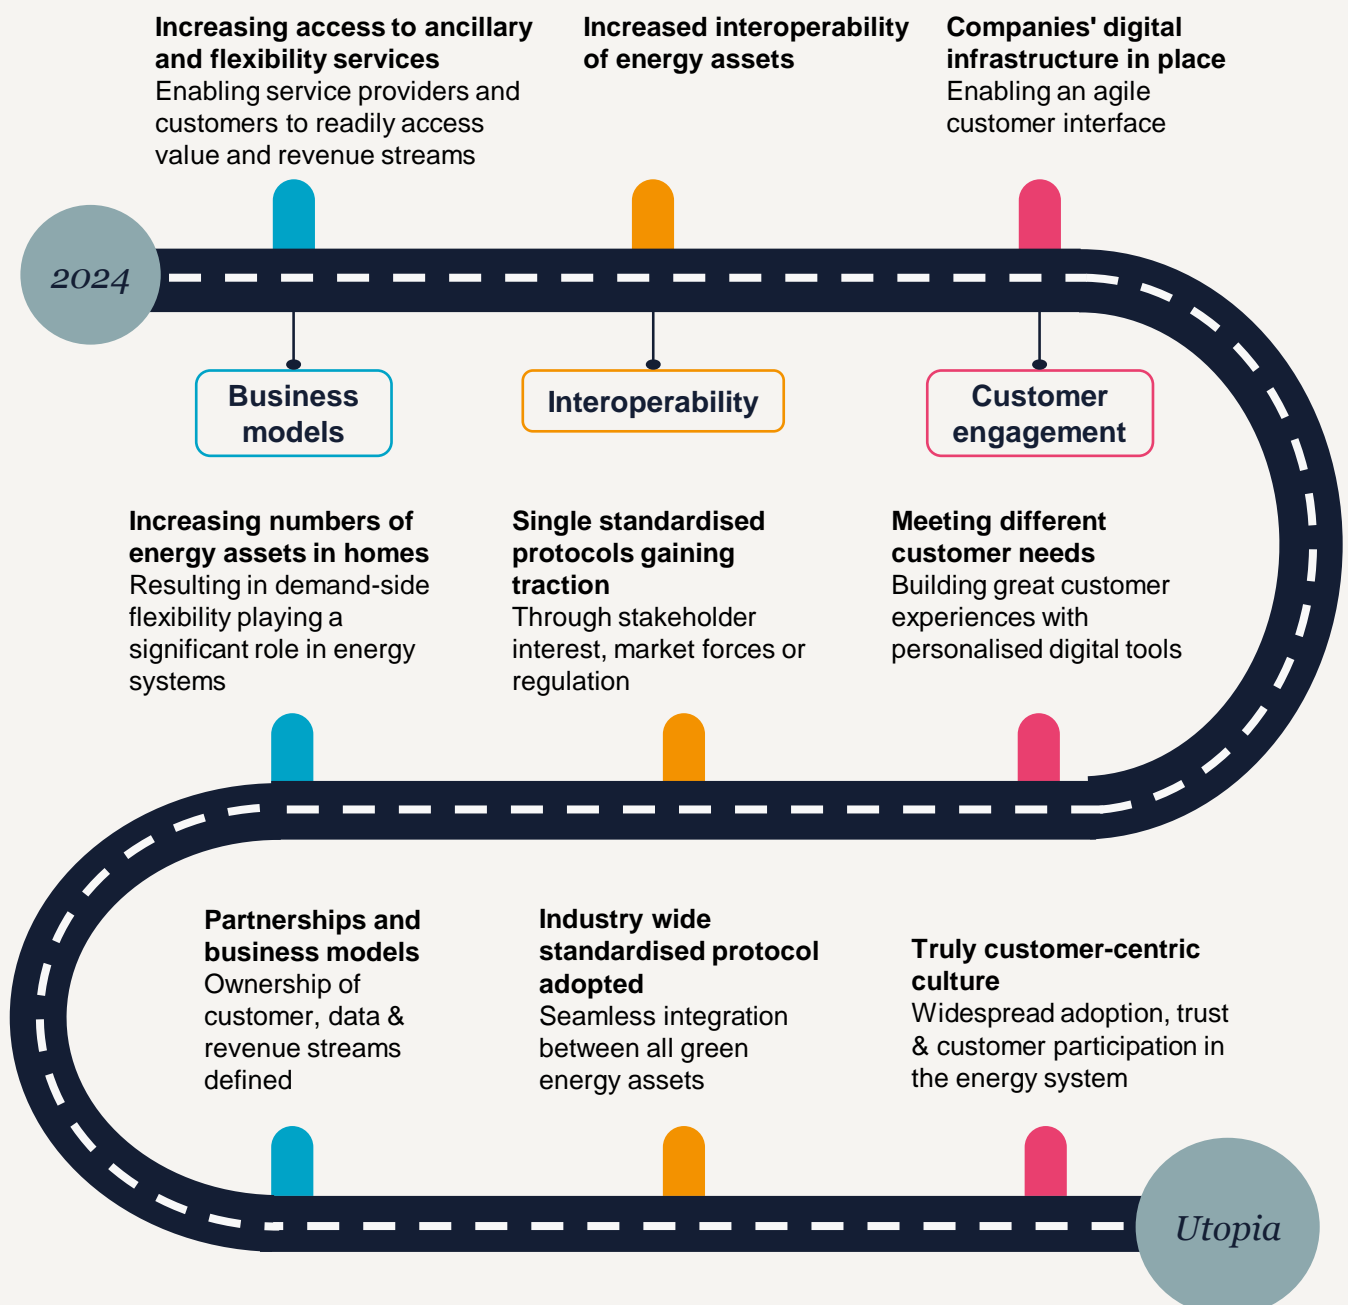 Increasing access to ancillary
and flexibility services
Enabling service providers and
customers to readily access
value and revenue streams
Increased interoperability
of energy assets
Companies' digital
infrastructure in place
Enabling an agile
customer interface
2024
Business
models
Interoperability
Customer
engagement
Increasing numbers of
energy assets in homes
Resulting in demand-side
flexibility playing a
significant role in energy
systems
Single standardised
protocols gaining
traction
Through stakeholder
interest, market forces or
regulation
Meeting different
customer needs
Building great customer
experiences with
personalised digital tools
Partnerships and
business models
Ownership of
customer, data &
revenue streams
defined
Industry wide
standardised protocol
adopted
Seamless integration
between all green
energy assets
Truly customer-centric
culture
Widespread adoption, trust
& customer participation in
the energy system
Utopia